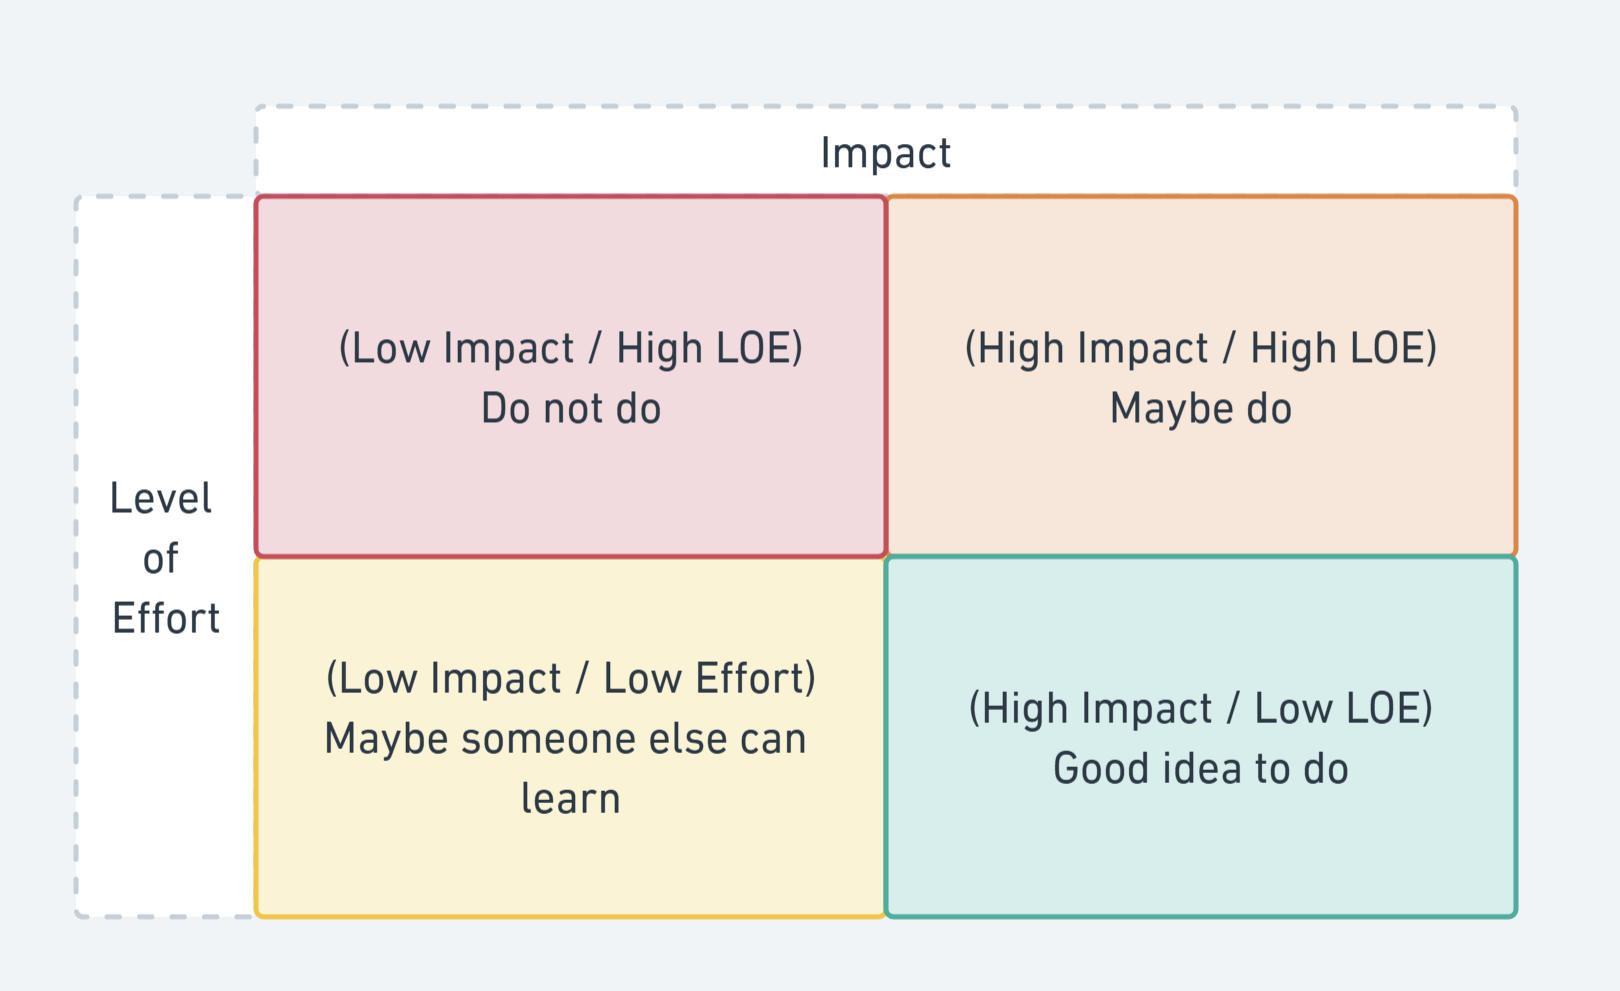 Impact
(Low Impact / High LOE)
Do not do
(High Impact / High LOE)
Maybe do
Level
of
Effort
(Low Impact / Low Effort)
Maybe someone else can
learn
(High Impact / Low LOE)
Good idea to do